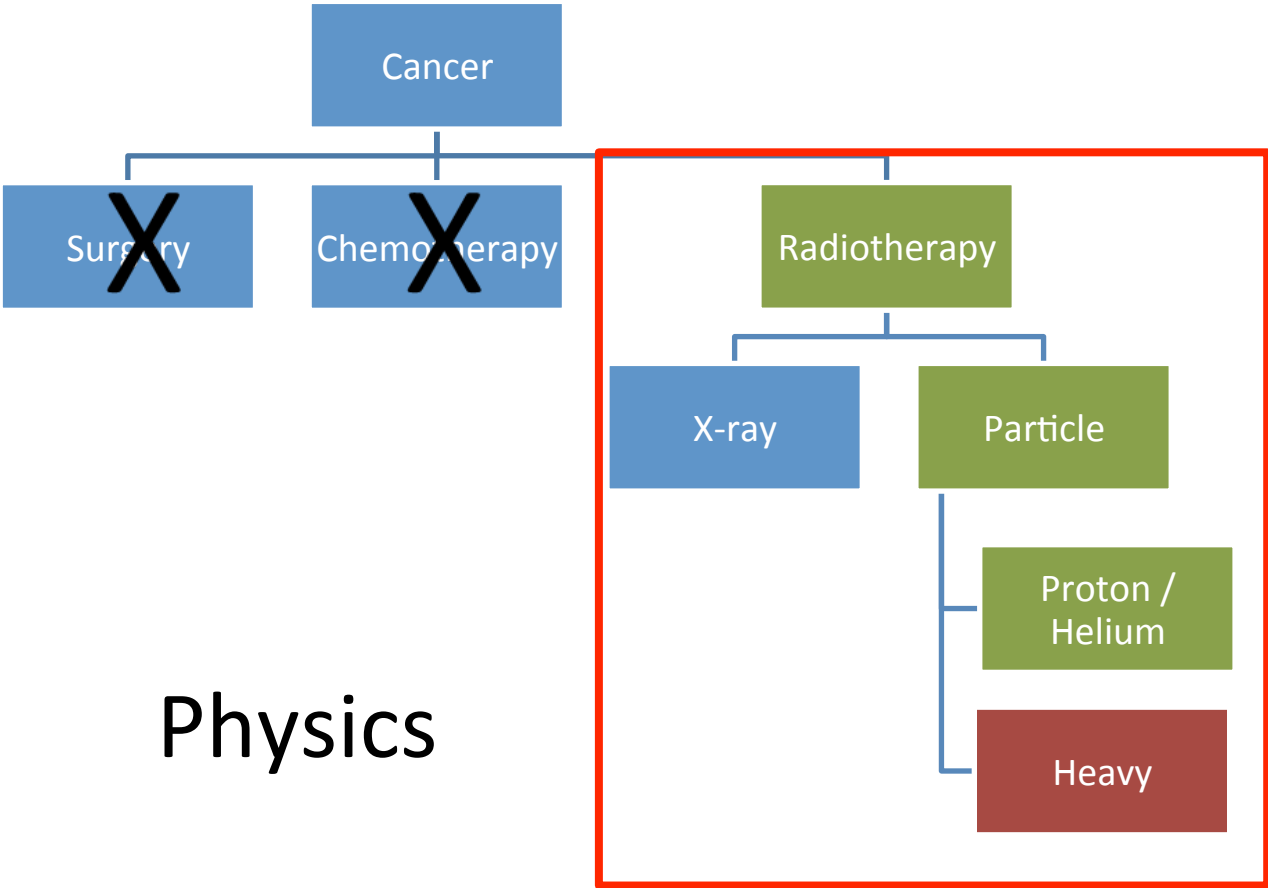 Cancer
Surgery
X
Chemotherapy
X
Radiotherapy
X-ray
Particle
Proton /
Helium
Physics
Heavy